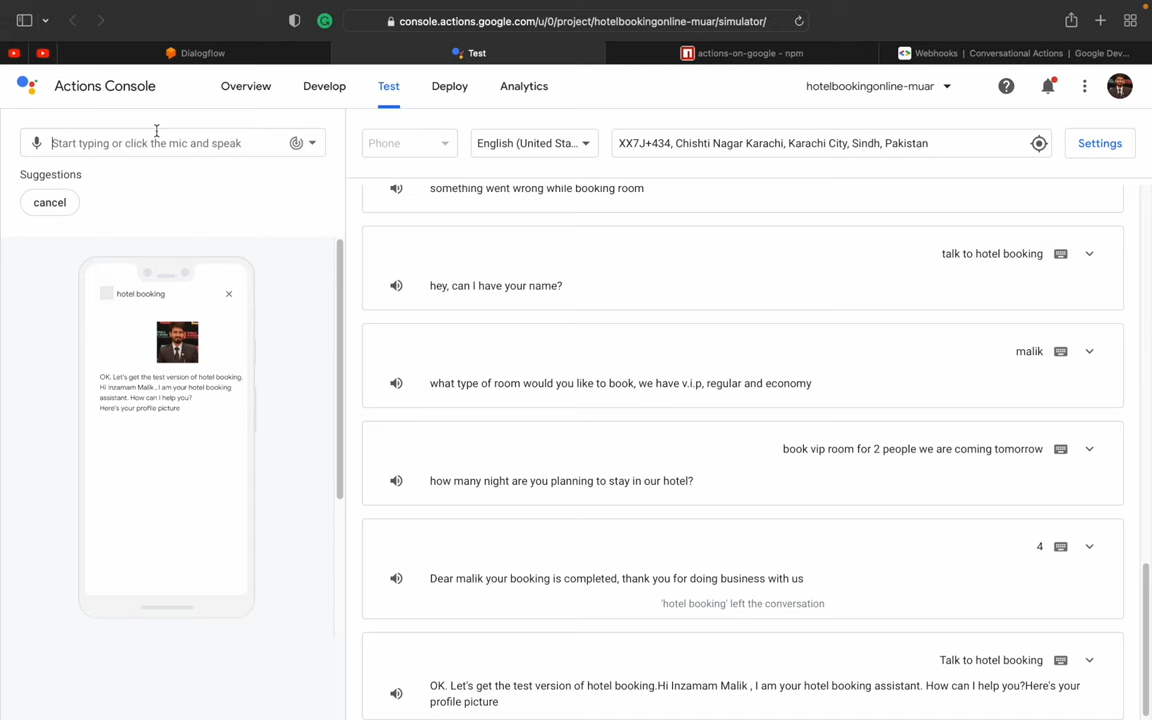 console.actions.google.com/u/0/project/hotelbookingonline-muar/simulator/
Dialogflow
Test
actions-on-google - npm
Webhooks | Conversational Actions | Google Dev...
Actions Console
Overview
Develop
Test
Deploy
Analytics
hotelbookingonline-muar
Start typing or click the mic and speak
Phone
English (United Sta...
XX7J+434, Chishti Nagar Karachi, Karachi City, Sindh, Pakistan
Settings
Suggestions
cancel
something went wrong while booking room
talk to hotel booking
hey, can I have your name?
malik
what type of room would you like to book, we have v.i.p, regular and economy
book vip room for 2 people we are coming tomorrow
how many night are you planning to stay in our hotel?
4
Dear malik your booking is completed, thank you for doing business with us
'hotel booking' left the conversation
Talk to hotel booking
OK. Let's get the test version of hotel booking.Hi Inzamam Malik , I am your hotel booking assistant. How can I help you?Here's your
profile picture
hotel booking
OK. Let's get the test version of hotel booking.
Hi Inzamam Malik , I am your hotel booking
assistant. How can I help you?
Here's your profile picture